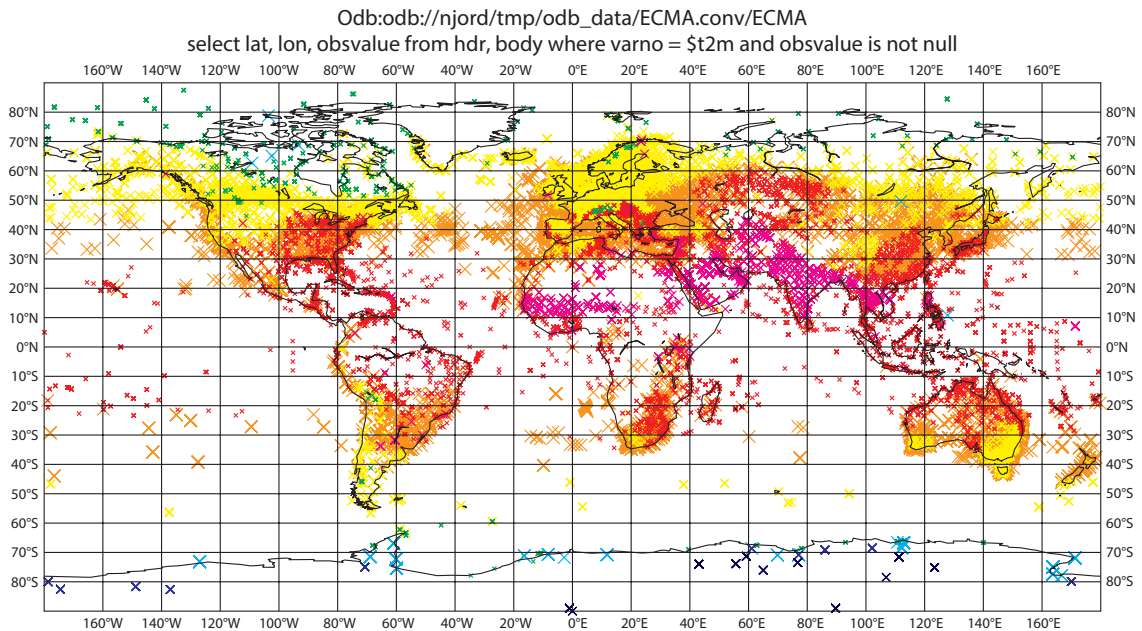 Odb:odb://njord/tmp/odb_data/ECMA.conv/ECMA
select lat, lon, obsvalue from hdr, body where varno = $t2m and obsvalue is not null
160°W 140°W 120°W 100°W 80°W 60°W 40°W 20°W 0°E 20°E 40°E 60°E 80°E 100°E 120°E 140°E 160°E
80°N 80°N
70°N 70°N
60°N 60°N
50°N 50°N
40°N 40°N
30°N 30°N
20°N 20°N
10°N 10°N
0°N 0°N
10°S 10°S
20°S 20°S
30°S 30°S
40°S 40°S
50°S 50°S
60°S 60°S
70°S 70°S
80°S 80°S
160°W 140°W 120°W 100°W 80°W 60°W 40°W 20°W 0°E 20°E 40°E 60°E 80°E 100°E 120°E 140°E 160°E